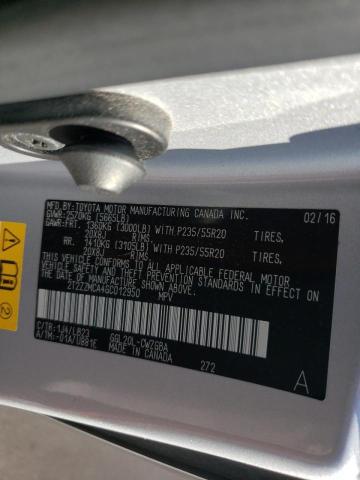 MFD. BY: TOYOTA MOTOR MANUFACTURING CANADA INC. 02/16
GVWR: 2570KG (5665LB)
GAWR: FRT. 1360KG (3000LB) WITH P235/55R20 TIRES,
20X8J RIMS,
RR. 1410KG (3105LB) WITH P235/55R20 TIRES,
20X8J RIMS,
THIS VEHICLE CONFORMS TO ALL APPLICABLE FEDERAL MOTOR
VEHICLE SAFETY AND THEFT PREVENTION STANDARDS IN
EFFECT ON THE DATE OF MANUFACTURE SHOWN ABOVE.
MPV
C/TR: 1J4/LB23 GGL20L-CWZGBA
A/TM:-01A/U881E MADE IN CANADA 272 A